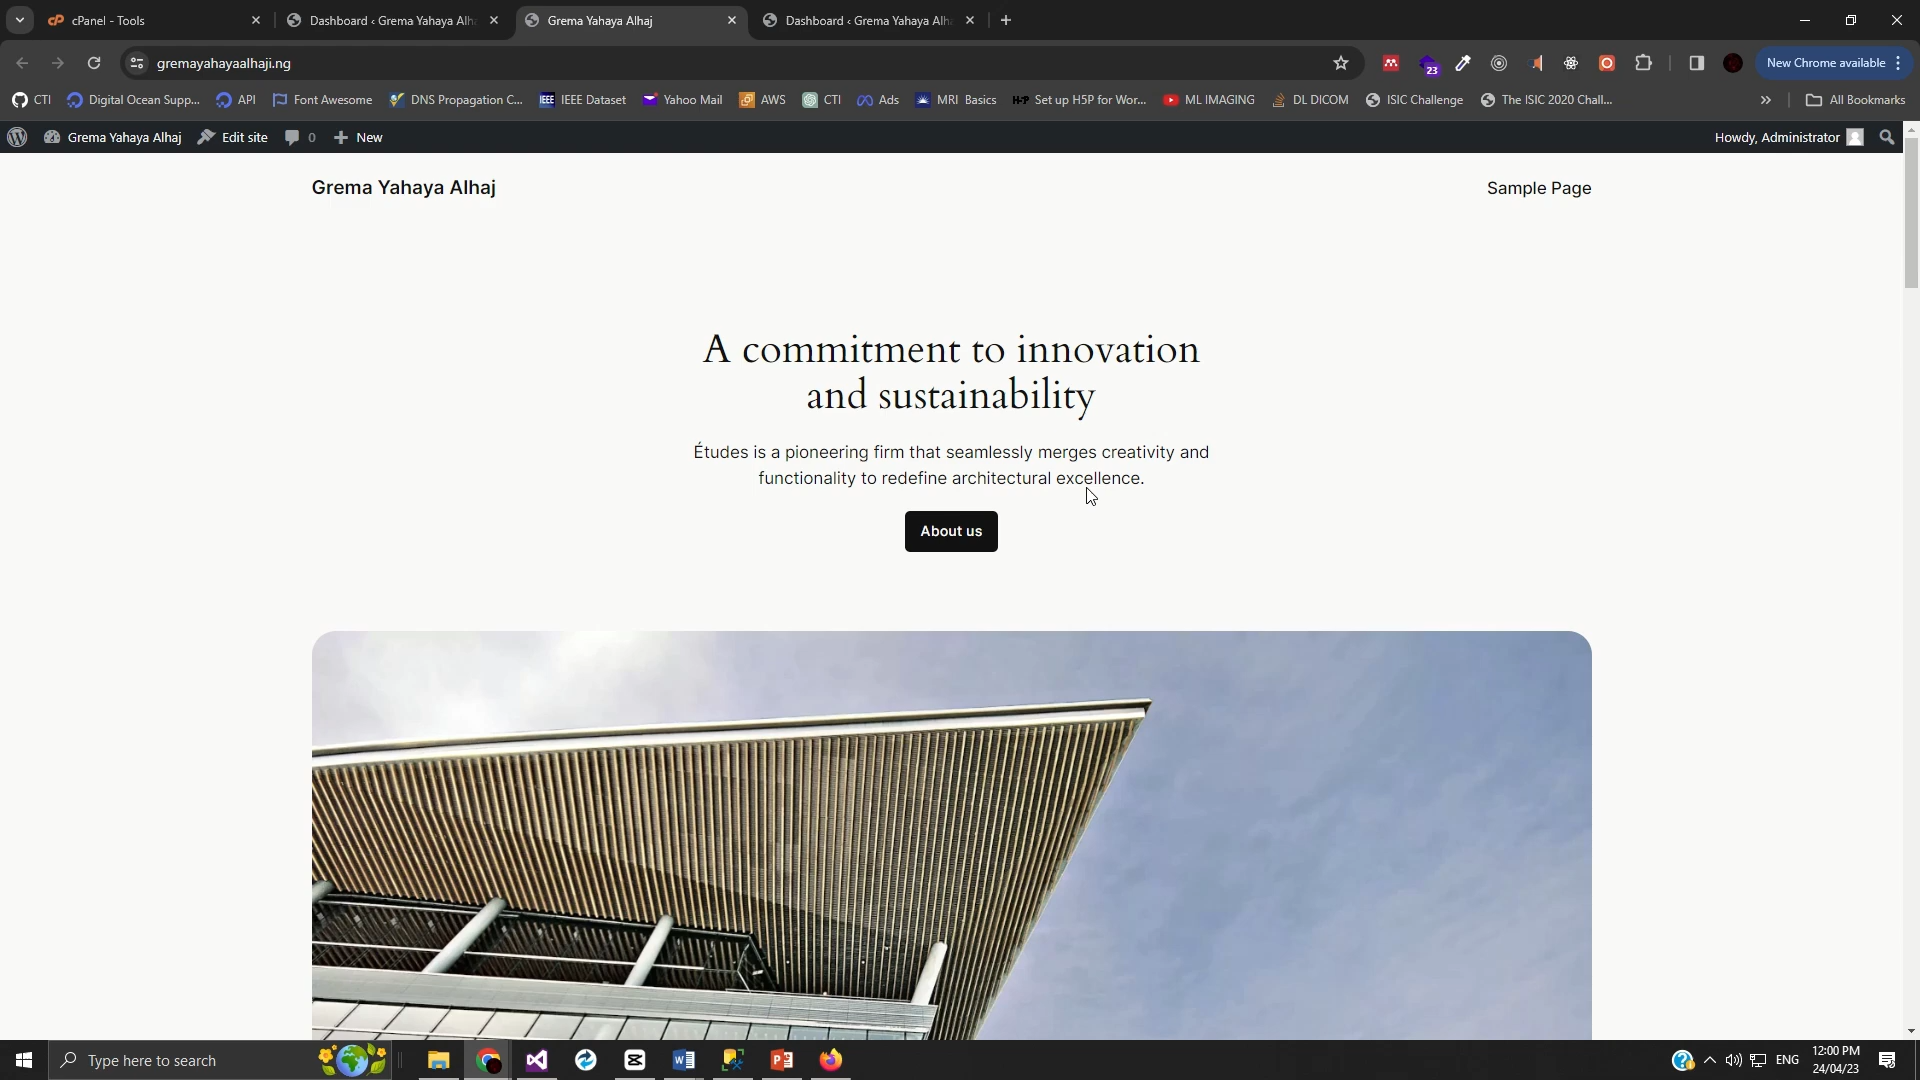 cPanel - Tools
Dashboard ‹ Grema Yahaya Alh
Grema Yahaya Alhaj
Dashboard ‹ Grema Yahaya Alh
gremayahayaalhaji.ng
23
New Chrome available
CTI
Digital Ocean Supp...
API
Font Awesome
DNS Propagation C...
IEEE
IEEE Dataset
Yahoo Mail
AWS
CTI
Ads
MRI Basics
H-P
Set up H5P for Wor...
ML IMAGING
DL DICOM
ISIC Challenge
The ISIC 2020 Chall...
»
All Bookmarks
Grema Yahaya Alhaj
Edit site
0
New
Howdy, Administrator
Grema Yahaya Alhaj
Sample Page
A commitment to innovation
and sustainability
Études is a pioneering firm that seamlessly merges creativity and
functionality to redefine architectural excellence.
About us
Type here to search
ENG
12:00 PM
24/04/23